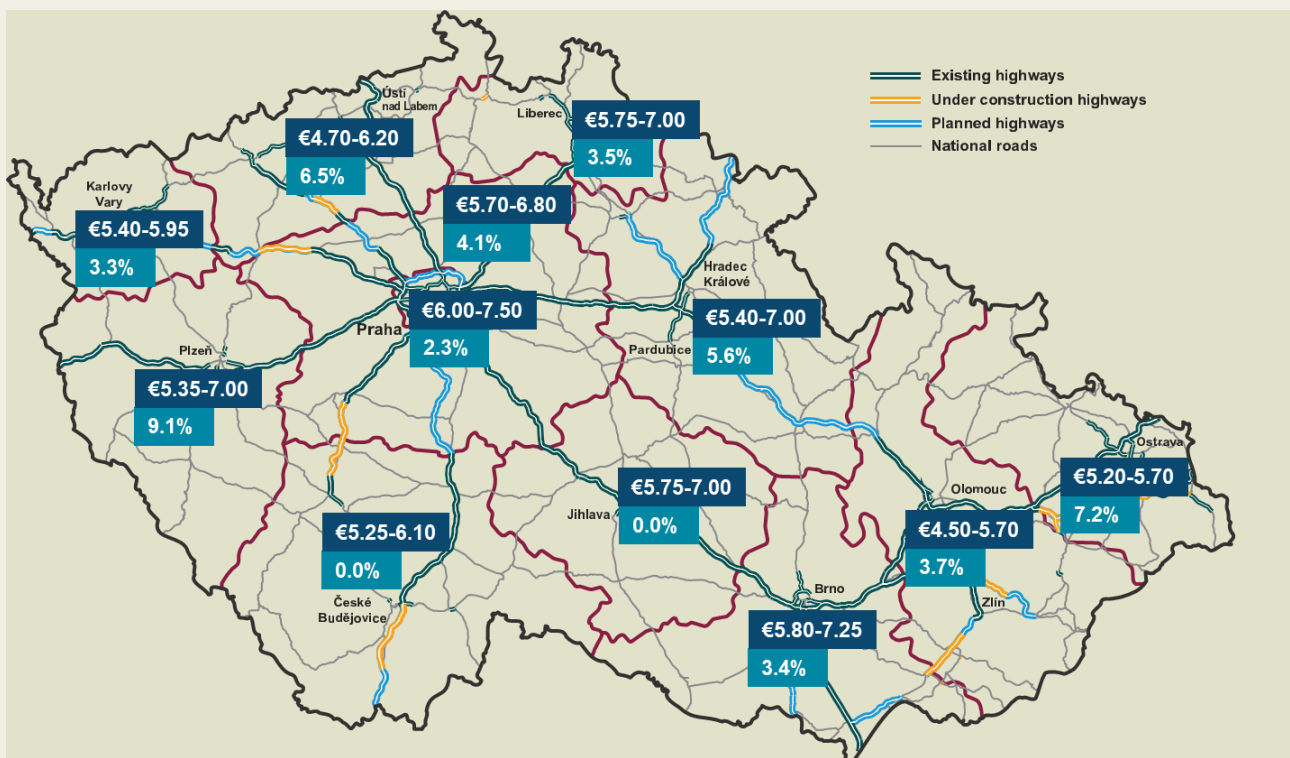 Existing highways
Under construction highways
Planned highways
National roads
Ústí
nad Labem
Liberec
€5.75-7.00
3.5%
€4.70-6.20
6.5%
Karlovy
Vary
€5.40-5.95
3.3%
€5.70-6.80
4.1%
Hradec
Králové
Praha
€6.00-7.50
2.3%
€5.40-7.00
5.6%
Pardubice
Plzeň
€5.35-7.00
9.1%
Ostrava
€5.20-5.70
7.2%
€5.75-7.00
0.0%
Jihlava
Olomouc
€4.50-5.70
3.7%
€5.25-6.10
0.0%
České
Budějovice
Brno
Zlín
€5.80-7.25
3.4%